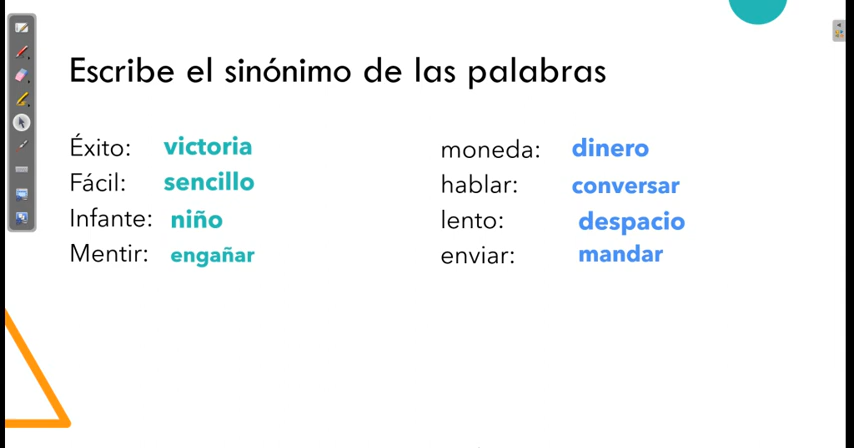 Escribe el sinónimo de las palabras
Éxito: victoria
Fácil: sencillo
Infante: niño
Mentir: engañar
moneda: dinero
hablar: conversar
lento: despacio
enviar: mandar